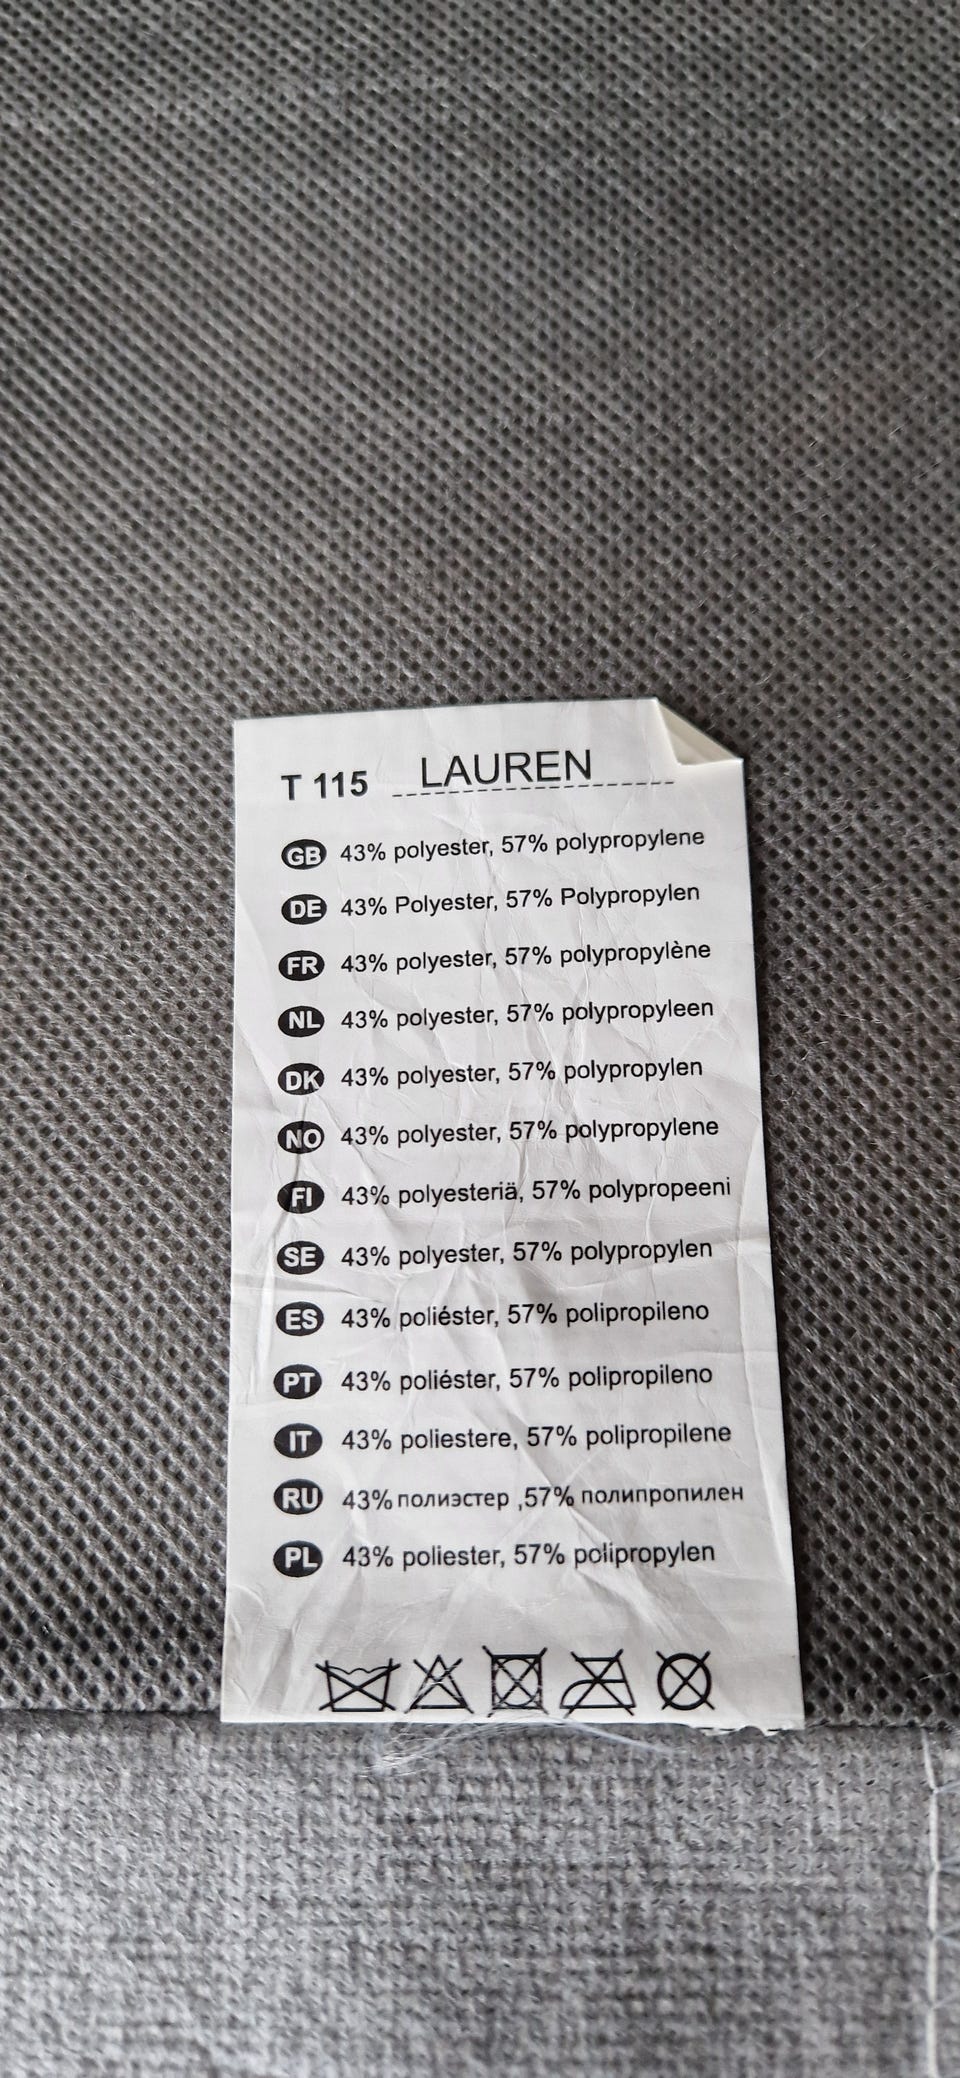 T 115 LAUREN
GB 43% polyester, 57% polypropylene
DE 43% Polyester, 57% Polypropylen
FR 43% polyester, 57% polypropylène
NL 43% polyester, 57% polypropyleen
DK 43% polyester, 57% polypropylen
NO 43% polyester, 57% polypropylene
FI 43% polyesteriä, 57% polypropeeni
SE 43% polyester, 57% polypropylen
ES 43% poliéster, 57% polipropileno
PT 43% poliéster, 57% polipropileno
IT 43% poliestere, 57% polipropilene
RU 43% полиэстер ,57% полипропилен
PL 43% poliester, 57% polipropylen